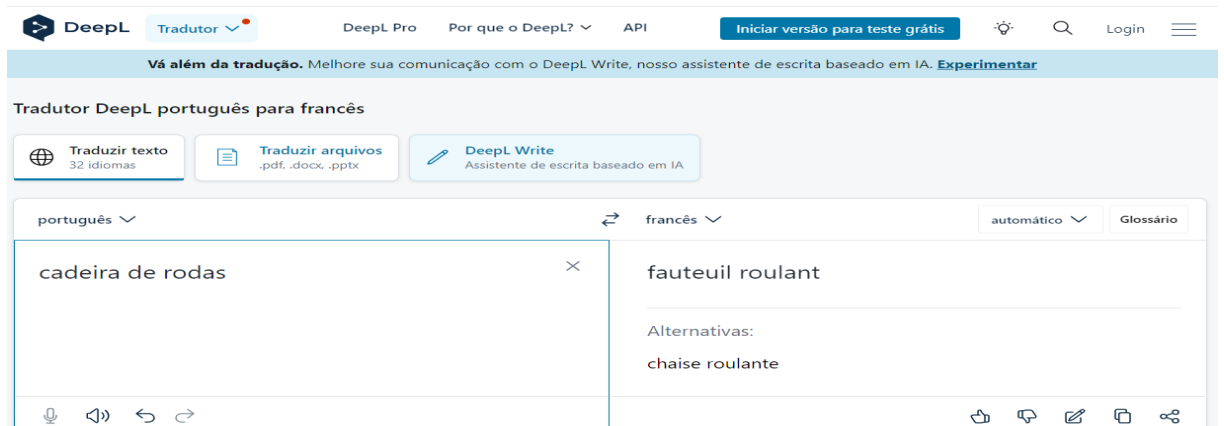 DeepL Tradutor DeepL Pro Por que o DeepL? API Iniciar versão para teste grátis Login
Vá além da tradução. Melhore sua comunicação com o DeepL Write, nosso assistente de escrita baseado em IA. Experimentar
Tradutor DeepL português para francês
Traduzir texto
32 idiomas
Traduzir arquivos
.pdf, .docx, .pptx
DeepL Write
Assistente de escrita baseado em IA
português francês automático Glossário
cadeira de rodas
fauteuil roulant
Alternativas:
chaise roulante